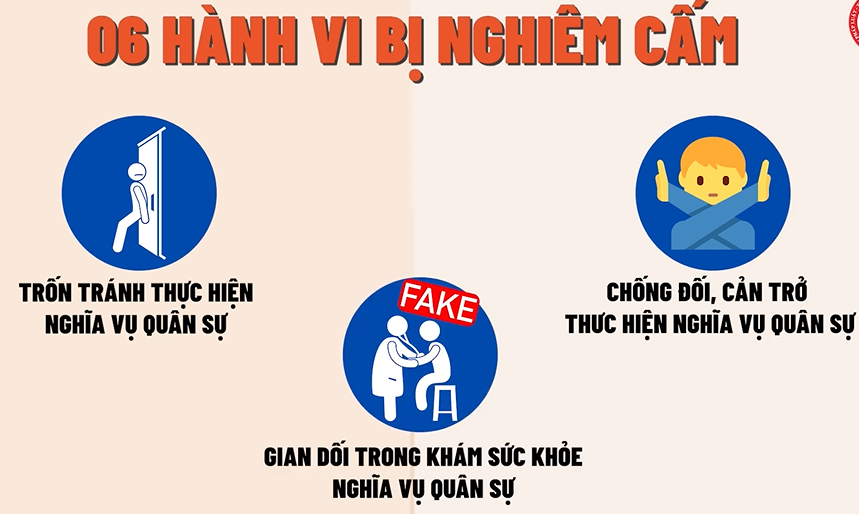 06 HÀNH VI BỊ NGHIÊM CẤM
TRỐN TRÁNH THỰC HIỆN
NGHĨA VỤ QUÂN SỰ
CHỐNG ĐỐI, CẢN TRỞ
THƯC HIỆN NGHĨA VỤ QUÂN SỰ
FAKE
GIAN DỐI TRONG KHÁM SỨC KHỎE
NGHĨA VỤ QUÂN SỰ